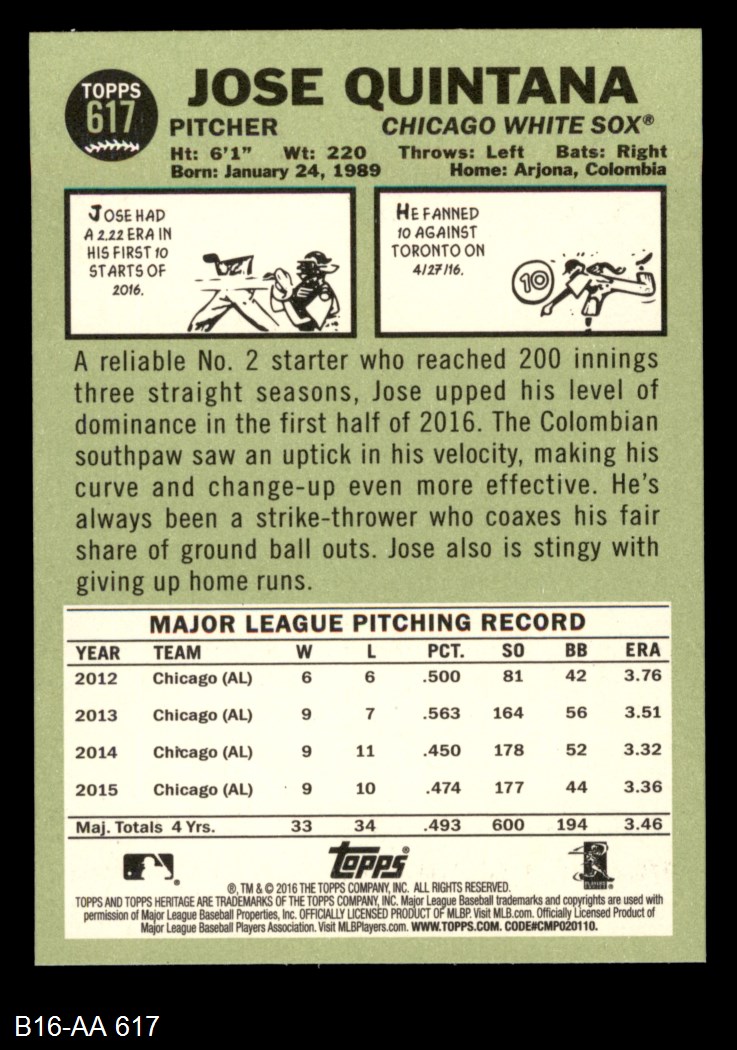 TOPPS
617
JOSE QUINTANA
PITCHER CHICAGO WHITE SOX®
Ht: 6'1" Wt: 220 Throws: Left Bats: Right
Born: January 24, 1989 Home: Arjona, Colombia
JOSE HAD
A 2.22 ERA IN
HIS FIRST 10
STARTS OF
2016.
HE FANNED
10 AGAINST
TORONTO ON
4/27/16.
10
A reliable No. 2 starter who reached 200 innings
three straight seasons, Jose upped his level of
dominance in the first half of 2016. The Colombian
southpaw saw an uptick in his velocity, making his
curve and change-up even more effective. He's
always been a strike-thrower who coaxes his fair
share of ground ball outs. Jose also is stingy with
giving up home runs.
MAJOR LEAGUE PITCHING RECORD
YEAR TEAM W L PCT. SO BB ERA
2012 Chicago (AL) 6 6 .500 81 42 3.76
2013 Chicago (AL) 9 7 .563 164 56 3.51
2014 Chicago (AL) 9 11 .450 178 52 3.32
2015 Chicago (AL) 9 10 .474 177 44 3.36
Maj. Totals 4 Yrs. 33 34 .493 600 194 3.46
TOPPS®
®, TM & © 2016 THE TOPPS COMPANY, INC. ALL RIGHTS RESERVED.
TOPPS AND TOPPS HERITAGE ARE TRADEMARKS OF THE TOPPS COMPANY, INC. Major League Baseball trademarks and copyrights are used with
permission of Major League Baseball Properties, Inc. OFFICIALLY LICENSED PRODUCT OF MLBP. Visit MLB.com. Officially Licensed Product of
Major League Baseball Players Association. Visit MLBPlayers.com. WWW.TOPPS.COM. CODE#CMP020110.
B16-AA 617